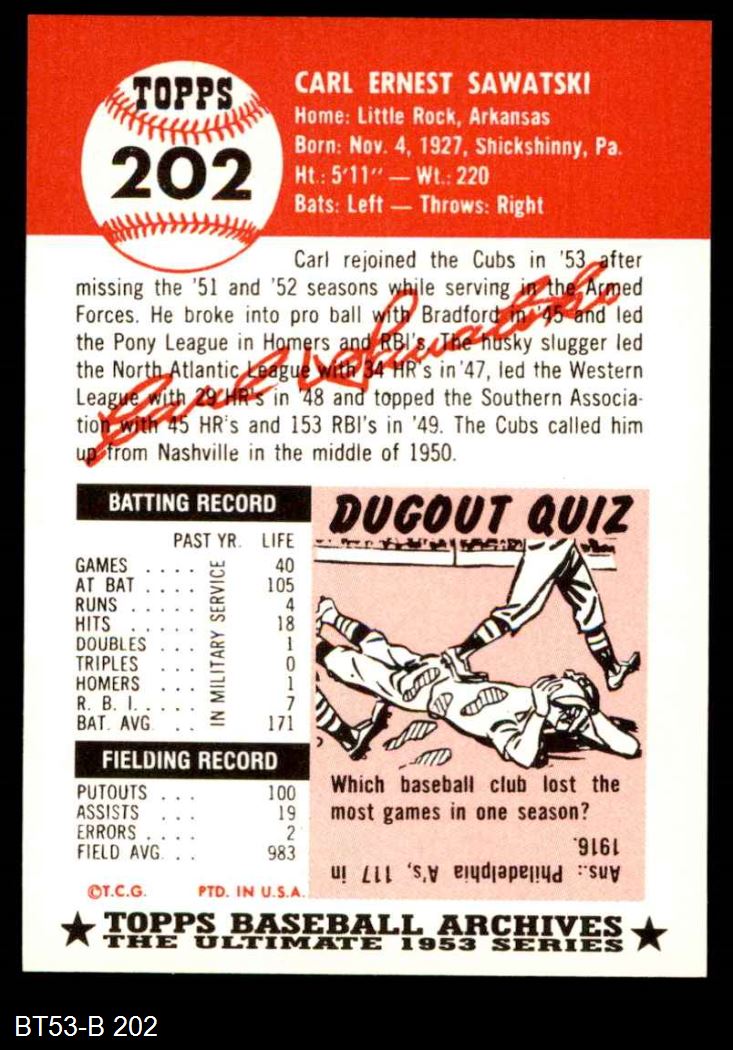 TOPPS
202
CARL ERNEST SAWATSKI
Home: Little Rock, Arkansas
Born: Nov. 4, 1927, Shickshinny, Pa.
Ht.: 5'11" — Wt.: 220
Bats: Left — Throws: Right
Carl rejoined the Cubs in '53 after
missing the '51 and '52 seasons while serving in the Armed
Forces. He broke into pro ball with Bradford in '45 and led
the Pony League in Homers and RBI's. The husky slugger led
the North Atlantic League with 34 HR's in '47, led the Western
League with 29 HR's in '48 and topped the Southern Associa-
tion with 45 HR's and 153 RBI's in '49. The Cubs called him
up from Nashville in the middle of 1950.
Carl Sawatski
BATTING RECORD
PAST YR. LIFE
GAMES . . . . 40
AT BAT . . . . 105
RUNS . . . . 4
HITS . . . . 18
DOUBLES . . . 1
TRIPLES . . . 0
HOMERS . . . 1
R. B. I. . . . . 7
BAT. AVG. . . 171
IN MILITARY SERVICE
FIELDING RECORD
PUTOUTS . . . 100
ASSISTS . . . 19
ERRORS . . . . 2
FIELD AVG. . . 983
©T.C.G. PTD. IN U.S.A.
DUGOUT QUIZ
Which baseball club lost the
most games in one season?
Ans.: Philadelphia A's, 117 in
1916.
★ TOPPS BASEBALL ARCHIVES ★
THE ULTIMATE 1953 SERIES
BT53-B 202